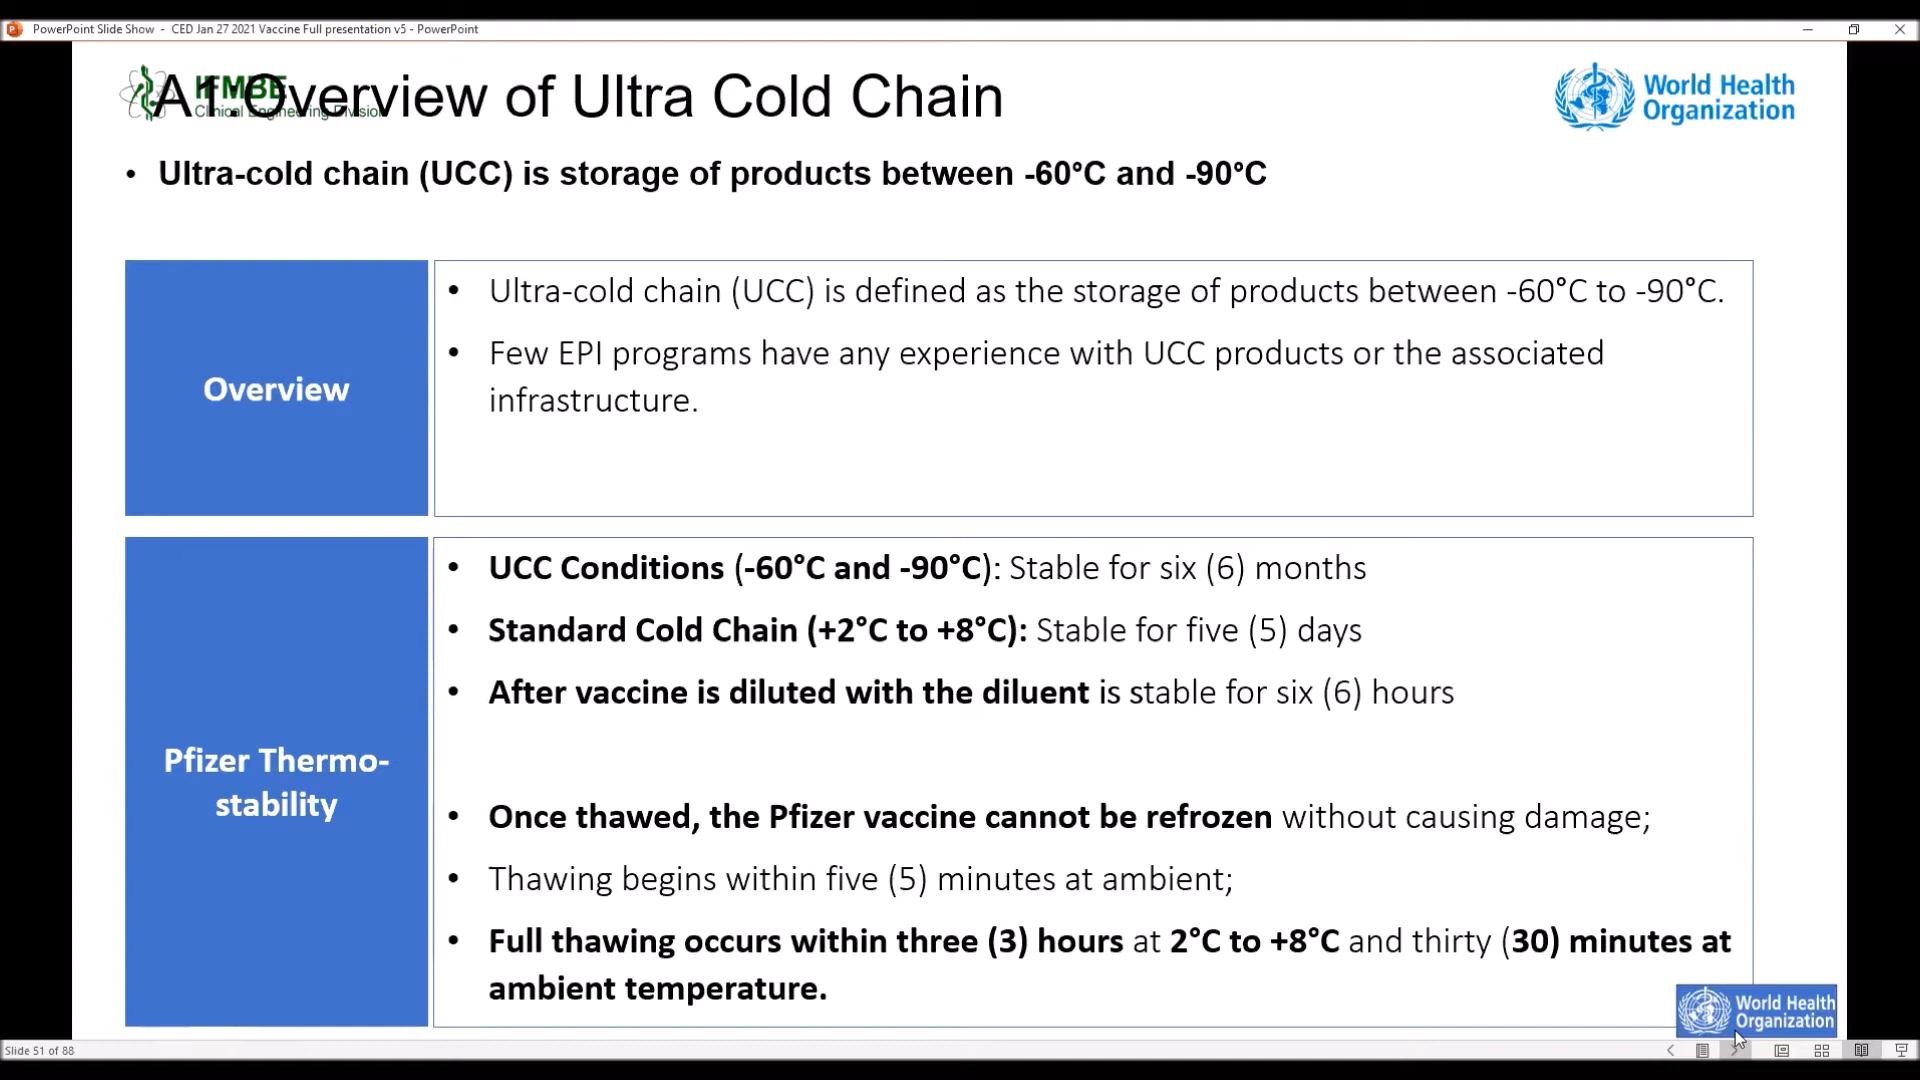 PowerPoint Slide Show - CED Jan 27 2021 Vaccine Full presentation v5 - PowerPoint
IFMBE
Clinical Engineering Division
A1 Overview of Ultra Cold Chain
World Health
Organization
• Ultra-cold chain (UCC) is storage of products between -60°C and -90°C
Overview
• Ultra-cold chain (UCC) is defined as the storage of products between -60°C to -90°C.
• Few EPI programs have any experience with UCC products or the associated
infrastructure.
Pfizer Thermo-
stability
• UCC Conditions (-60°C and -90°C): Stable for six (6) months
• Standard Cold Chain (+2°C to +8°C): Stable for five (5) days
• After vaccine is diluted with the diluent is stable for six (6) hours
• Once thawed, the Pfizer vaccine cannot be refrozen without causing damage;
• Thawing begins within five (5) minutes at ambient;
• Full thawing occurs within three (3) hours at 2°C to +8°C and thirty (30) minutes at
ambient temperature.
World Health
Organization
Slide 51 of 88